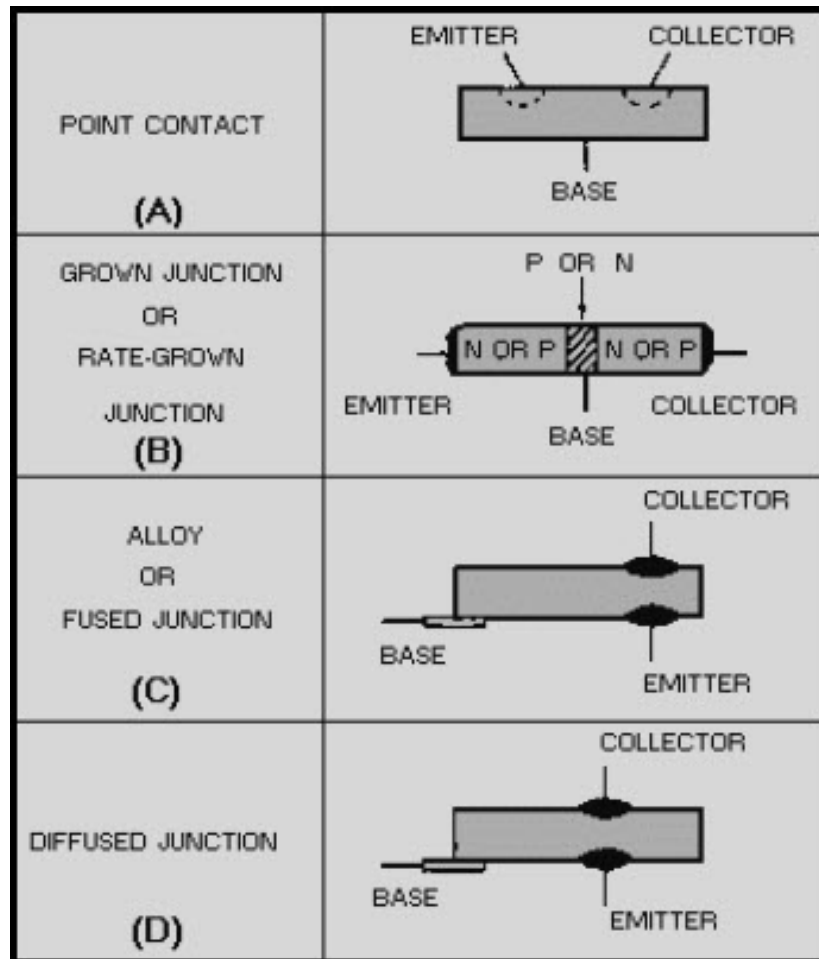 POINT CONTACT
(A)
EMITTER
COLLECTOR
BASE
GROWN JUNCTION
OR
RATE-GROWN
JUNCTION
(B)
P OR N
N OR P
N OR P
EMITTER
COLLECTOR
BASE
ALLOY
OR
FUSED JUNCTION
(C)
COLLECTOR
BASE
EMITTER
DIFFUSED JUNCTION
(D)
COLLECTOR
BASE
EMITTER